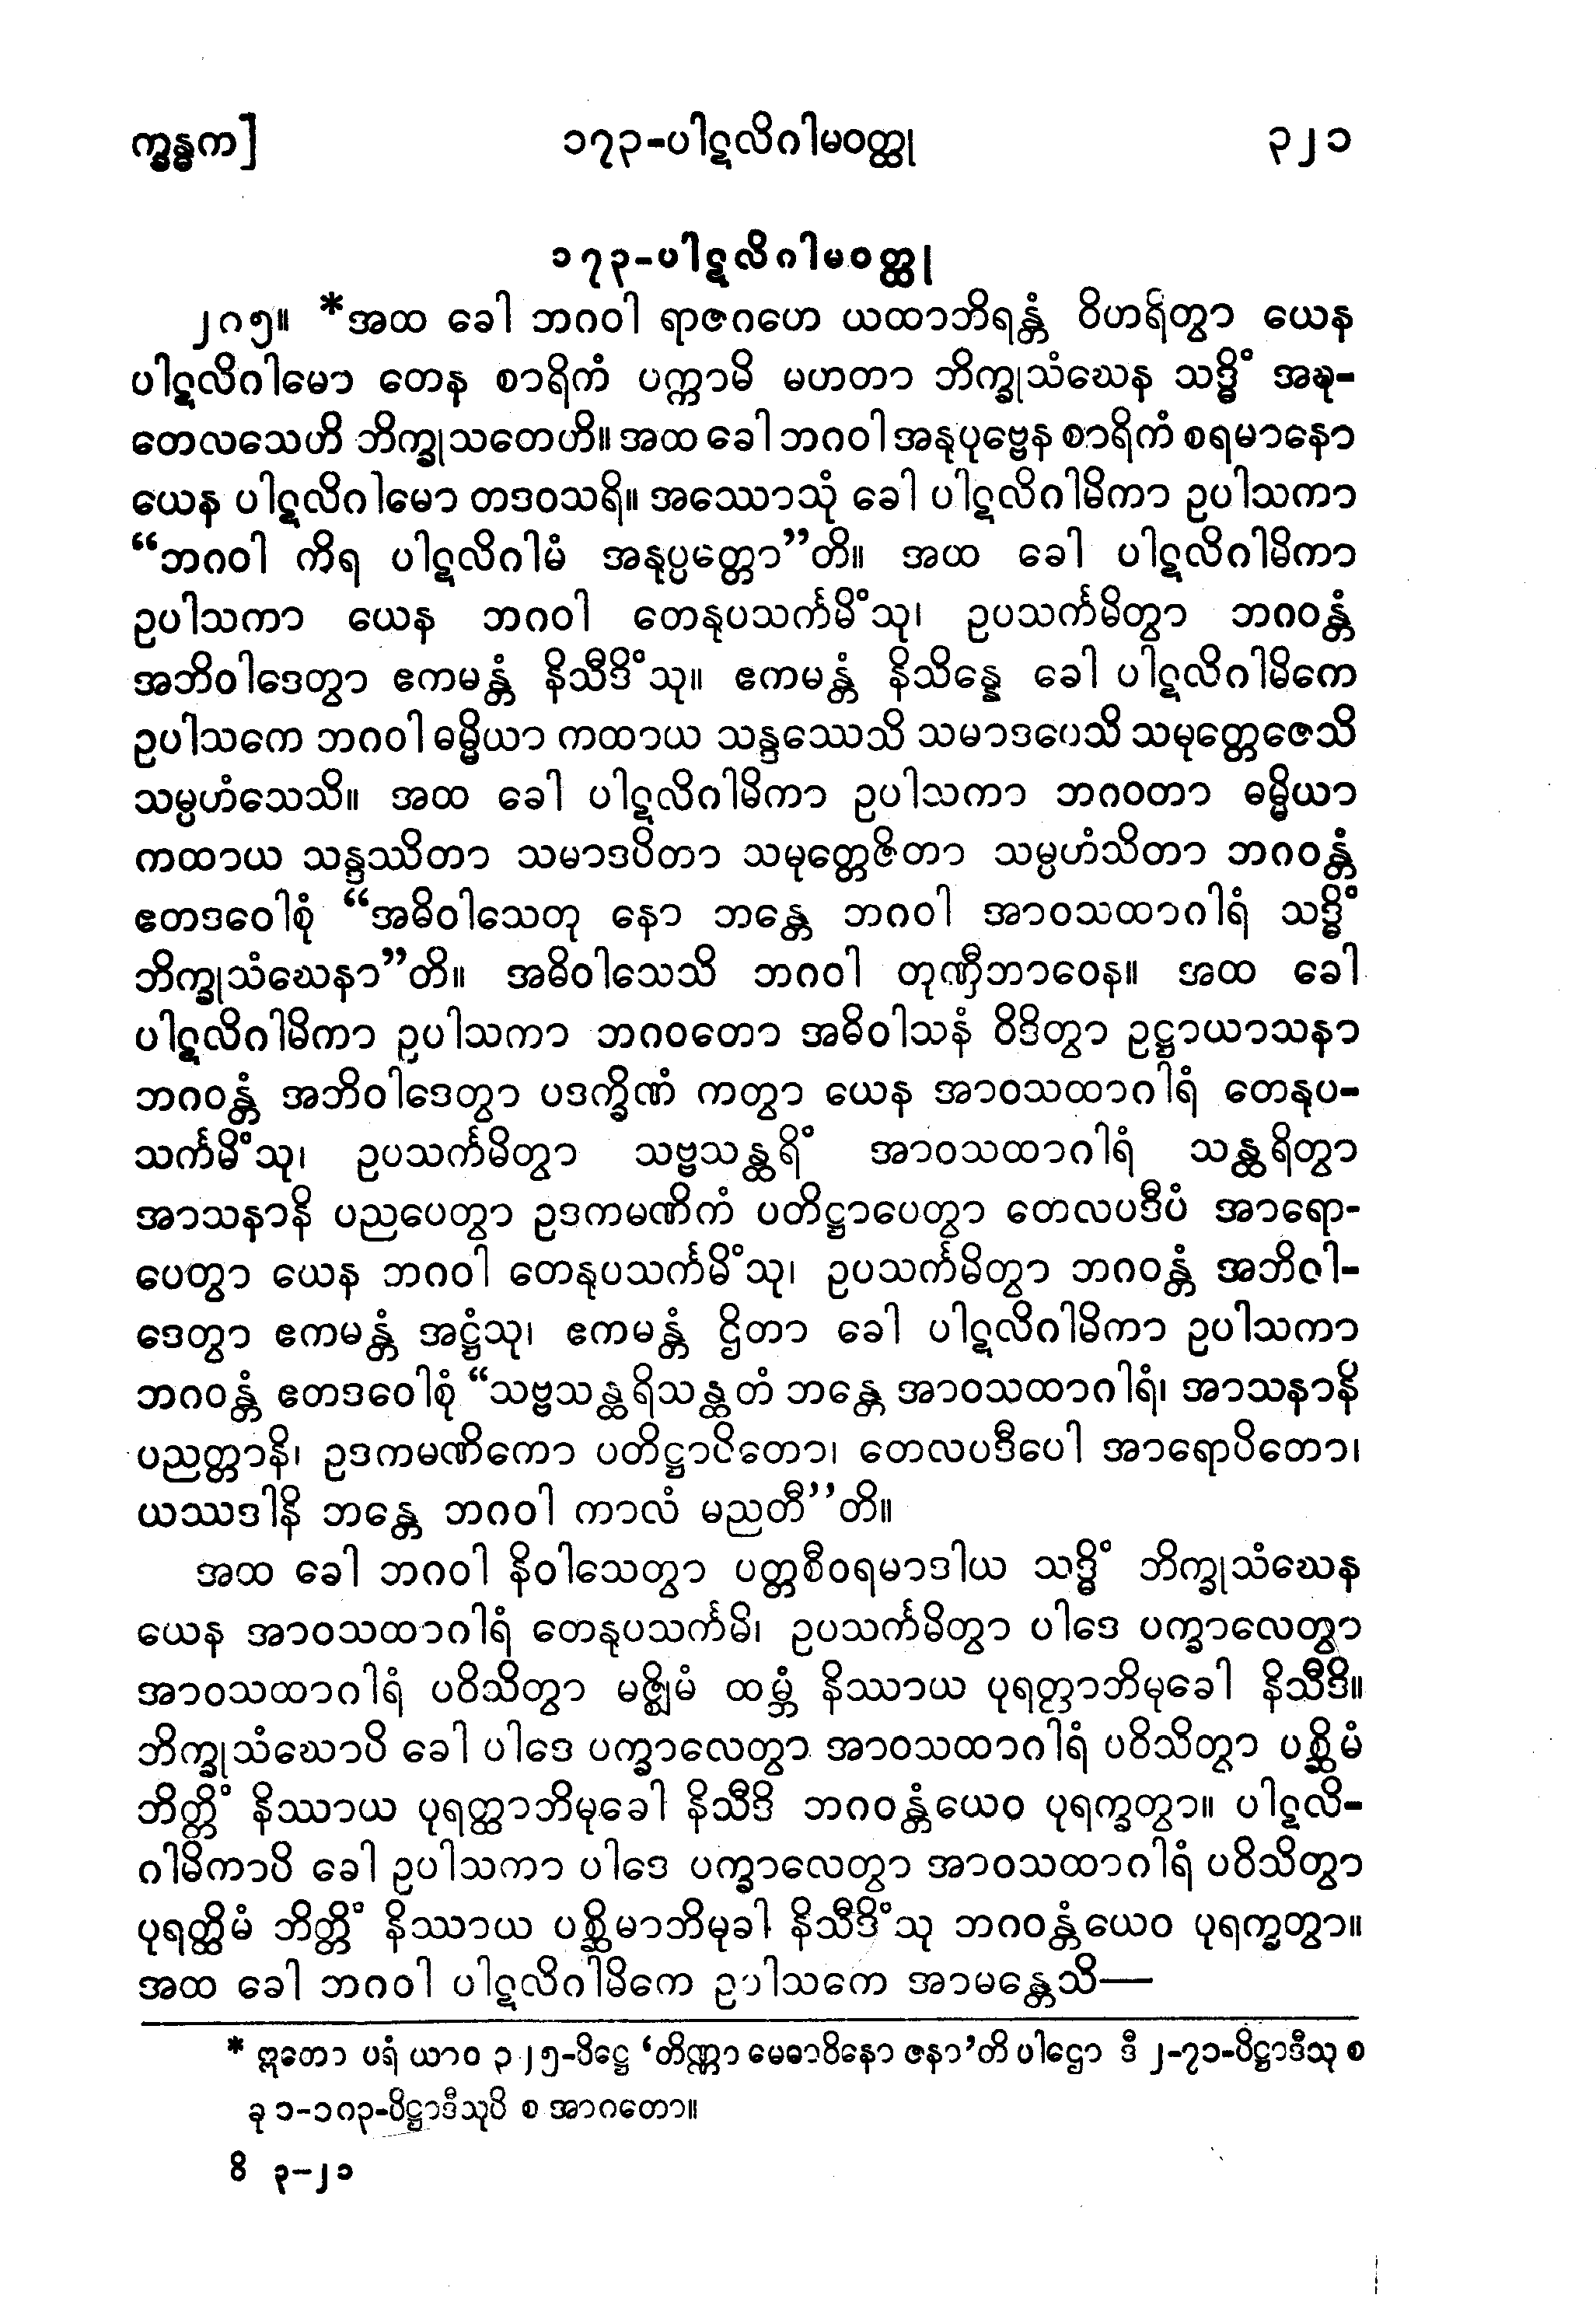 က္ခန္ဓက]
၁၇၃-ပါဋလိဂါမဝတ္ထု
၃၂၁
၁၇၃-ပါဋလိဂါမဝတ္ထု
၂၈၅။ *အထ ခေါ ဘဂဝါ ရာဇဂဟေ ယထာဘိရန္တံ ဝိဟရိတွာ ယေန
ပါဋလိဂါမော တေန စာရိကံ ပက္ကာမိ မဟတာ ဘိက္ခုသံဃေန သဒ္ဓိံ အဍ္ဎ-
တေလသေဟိ ဘိက္ခုသတေဟိ။ အထ ခေါ ဘဂဝါ အနုပုဗ္ဗေန စာရိကံ စရမာနော
ယေန ပါဋလိဂါမော တဒဝသရိ။ အဿောသုံ ခေါ ပါဋလိဂါမိကာ ဥပါသကာ
“ဘဂဝါ ကိရ ပါဋလိဂါမံ အနုပ္ပတ္တော”တိ။ အထ ခေါ ပါဋလိဂါမိကာ
ဥပါသကာ ယေန ဘဂဝါ တေနုပသင်္ကမိံသု၊ ဥပသင်္ကမိတွာ ဘဂဝန္တံ
အဘိဝါဒေတွာ ဧကမန္တံ နိသီဒိံသု။ ဧကမန္တံ နိသိန္နေ ခေါ ပါဋလိဂါမိကေ
ဥပါသကေ ဘဂဝါ ဓမ္မိယာ ကထာယ သန္ဒဿေသိ သမာဒပေသိ သမုတ္တေဇေသိ
သမ္ပဟံသေသိ။ အထ ခေါ ပါဋလိဂါမိကာ ဥပါသကာ ဘဂဝတာ ဓမ္မိယာ
ကထာယ သန္ဒဿိတာ သမာဒပိတာ သမုတ္တေဇိတာ သမ္ပဟံသိတာ ဘဂဝန္တံ
ဧတဒဝေါစုံ “အဓိဝါသေတု နော ဘန္တေ ဘဂဝါ အာဝသထာဂါရံ သဒ္ဓိံ
ဘိက္ခုသံဃေနာ”တိ။ အဓိဝါသေသိ ဘဂဝါ တုဏှီဘာဝေန။ အထ ခေါ
ပါဋလိဂါမိကာ ဥပါသကာ ဘဂဝတော အဓိဝါသနံ ဝိဒိတွာ ဥဋ္ဌာယာသနာ
ဘဂဝန္တံ အဘိဝါဒေတွာ ပဒက္ခိဏံ ကတွာ ယေန အာဝသထာဂါရံ တေနုပ-
သင်္ကမိံသု၊ ဥပသင်္ကမိတွာ သဗ္ဗသန္ထရိံ အာဝသထာဂါရံ သန္ထရိတွာ
အာသနာနိ ပညပေတွာ ဥဒကမဏိကံ ပတိဋ္ဌာပေတွာ တေလပဒီပံ အာရော-
ပေတွာ ယေန ဘဂဝါ တေနုပသင်္ကမိံသု၊ ဥပသင်္ကမိတွာ ဘဂဝန္တံ အဘိဝါ-
ဒေတွာ ဧကမန္တံ အဋ္ဌံသု၊ ဧကမန္တံ ဌိတာ ခေါ ပါဋလိဂါမိကာ ဥပါသကာ
ဘဂဝန္တံ ဧတဒဝေါစုံ “သဗ္ဗသန္ထရိသန္ထတံ ဘန္တေ အာဝသထာဂါရံ၊ အာသနာနိ
ပညတ္တာနိ၊ ဥဒကမဏိကော ပတိဋ္ဌာပိတော၊ တေလပဒီပေါ အာရောပိတော၊
ယဿဒါနိ ဘန္တေ ဘဂဝါ ကာလံ မညတီ”တိ။
အထ ခေါ ဘဂဝါ နိဝါသေတွာ ပတ္တစီဝရမာဒါယ သဒ္ဓိံ ဘိက္ခုသံဃေန
ယေန အာဝသထာဂါရံ တေနုပသင်္ကမိ၊ ဥပသင်္ကမိတွာ ပါဒေ ပက္ခာလေတွာ
အာဝသထာဂါရံ ပဝိသိတွာ မဇ္ဈိမံ ထမ္ဘံ နိဿာယ ပုရတ္ထာဘိမုခေါ နိသီဒိ။
ဘိက္ခုသံဃောပိ ခေါ ပါဒေ ပက္ခာလေတွာ အာဝသထာဂါရံ ပဝိသိတွာ ပစ္ဆိမံ
ဘိတ္တိံ နိဿာယ ပုရတ္ထာဘိမုခေါ နိသီဒိ ဘဂဝန္တံယေဝ ပုရက္ခတွာ။ ပါဋလိ-
ဂါမိကာပိ ခေါ ဥပါသကာ ပါဒေ ပက္ခာလေတွာ အာဝသထာဂါရံ ပဝိသိတွာ
ပုရတ္ထိမံ ဘိတ္တိံ နိဿာယ ပစ္ဆိမာဘိမုခါ နိသီဒိံသု ဘဂဝန္တံယေဝ ပုရက္ခတွာ။
အထ ခေါ ဘဂဝါ ပါဋလိဂါမိကေ ဥပါသကေ အာမန္တေသိ—
* ဣတော ပရံ ယာဝ ၃၂၅-ပိဋ္ဌေ ‘တိဏ္ဏာ မေဓာဝိနော ဇနာ’တိ ပါဌော ဒီ ၂-၇၁-ပိဋ္ဌာဒီသု စ
ခု ၁-၁၈၃-ပိဋ္ဌာဒီသုပိ စ အာဂတော။
ဝိ ၃-၂၁